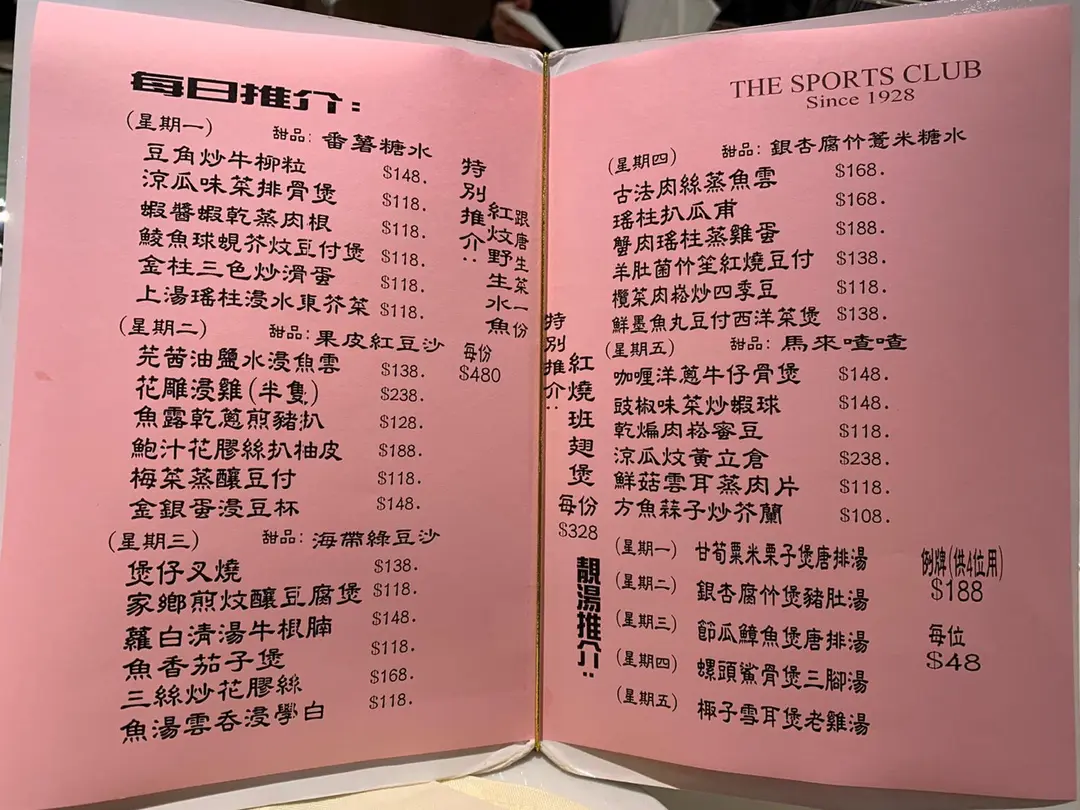 每日推介：
(星期一) 甜品：番薯糖水
豆角炒牛柳粒 $148.
涼瓜味菜排骨煲 $118.
蝦醬蝦乾蒸肉根 $118.
鯪魚球蜆芥炆豆付煲 $118.
金柱三色炒滑蛋 $118.
上湯瑤柱浸水東芥菜 $118.
(星期二) 甜品：果皮紅豆沙
芫茜油鹽水浸魚雲 $138.
花雕浸雞(半隻) $238.
魚露乾蔥煎豬扒 $128.
鮑汁花膠絲扒柚皮 $188.
梅菜蒸釀豆付 $118.
金銀蛋浸豆杯 $148.
(星期三) 甜品：海帶綠豆沙
煲仔叉燒 $138.
家鄉煎炆釀豆腐煲 $118.
蘿白清湯牛根腩 $148.
魚香茄子煲 $118.
三絲炒花膠絲 $168.
魚湯雲吞浸學白 $118.
特別推介：
紅炆野生水魚
跟唐生菜一份
每份
$480
特別推介：
紅燒班翅煲
每份
$328
THE SPORTS CLUB
Since 1928
(星期四) 甜品：銀杏腐竹薏米糖水
古法肉絲蒸魚雲 $168.
瑤柱扒瓜甫 $168.
蟹肉瑤柱蒸雞蛋 $188.
羊肚菌竹笙紅燒豆付 $138.
欖菜肉崧炒四季豆 $118.
鮮墨魚丸豆付西洋菜煲 $138.
(星期五) 甜品：馬來喳喳
咖喱洋蔥牛仔骨煲 $148.
豉椒味菜炒蝦球 $148.
乾煸肉崧蜜豆 $118.
涼瓜炆黃立倉 $238.
鮮菇雲耳蒸肉片 $118.
方魚蒜子炒芥蘭 $108.
靚湯推介：
(星期一) 甘筍粟米栗子煲唐排湯
(星期二) 銀杏腐竹煲豬肚湯
(星期三) 節瓜鱆魚煲唐排湯
(星期四) 螺頭鯊骨煲三腳湯
(星期五) 椰子雪耳煲老雞湯
例牌(供4位用)
$188
每位
$48